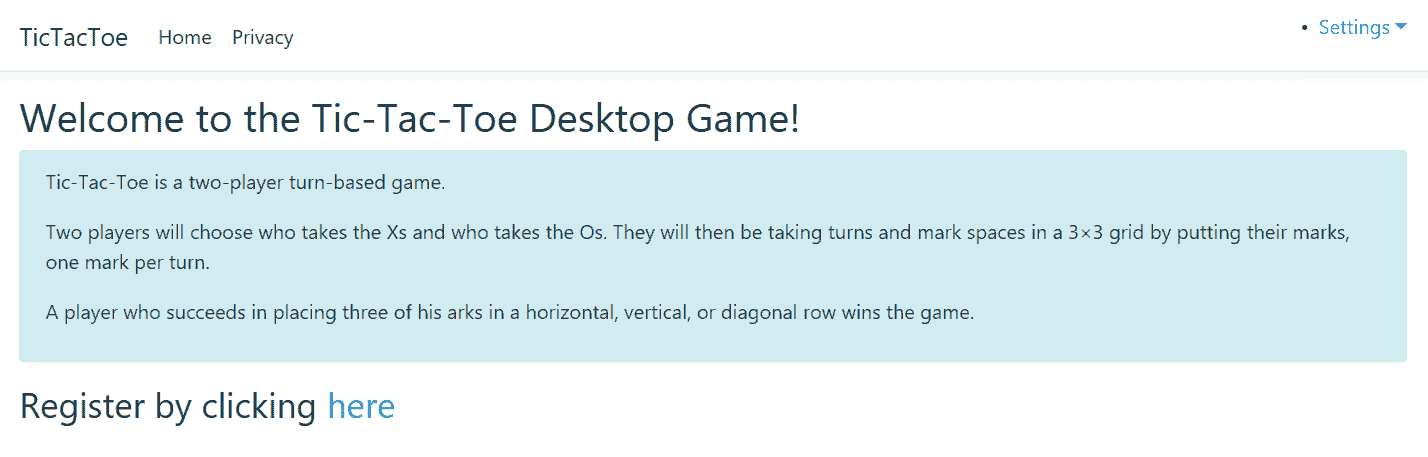 TicTacToe Home Privacy • Settings
Welcome to the Tic-Tac-Toe Desktop Game!
Tic-Tac-Toe is a two-player turn-based game.
Two players will choose who takes the Xs and who takes the Os. They will then be taking turns and mark spaces in a 3×3 grid by putting their marks,
one mark per turn.
A player who succeeds in placing three of his arks in a horizontal, vertical, or diagonal row wins the game.
Register by clicking here